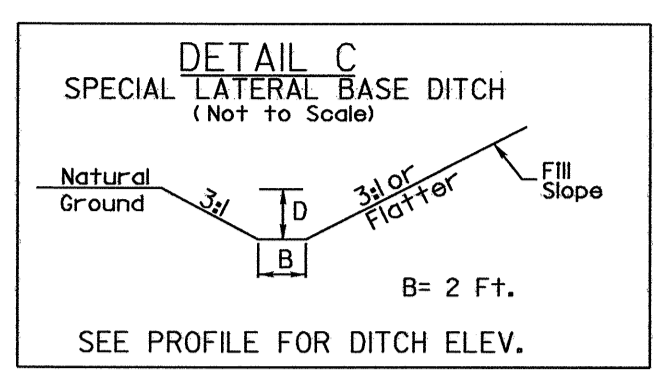 DETAIL C
SPECIAL LATERAL BASE DITCH
(Not to Scale)
Natural
Ground
3:1
D
3:1 or
Flatter
Fill
Slope
B
B= 2 Ft.
SEE PROFILE FOR DITCH ELEV.